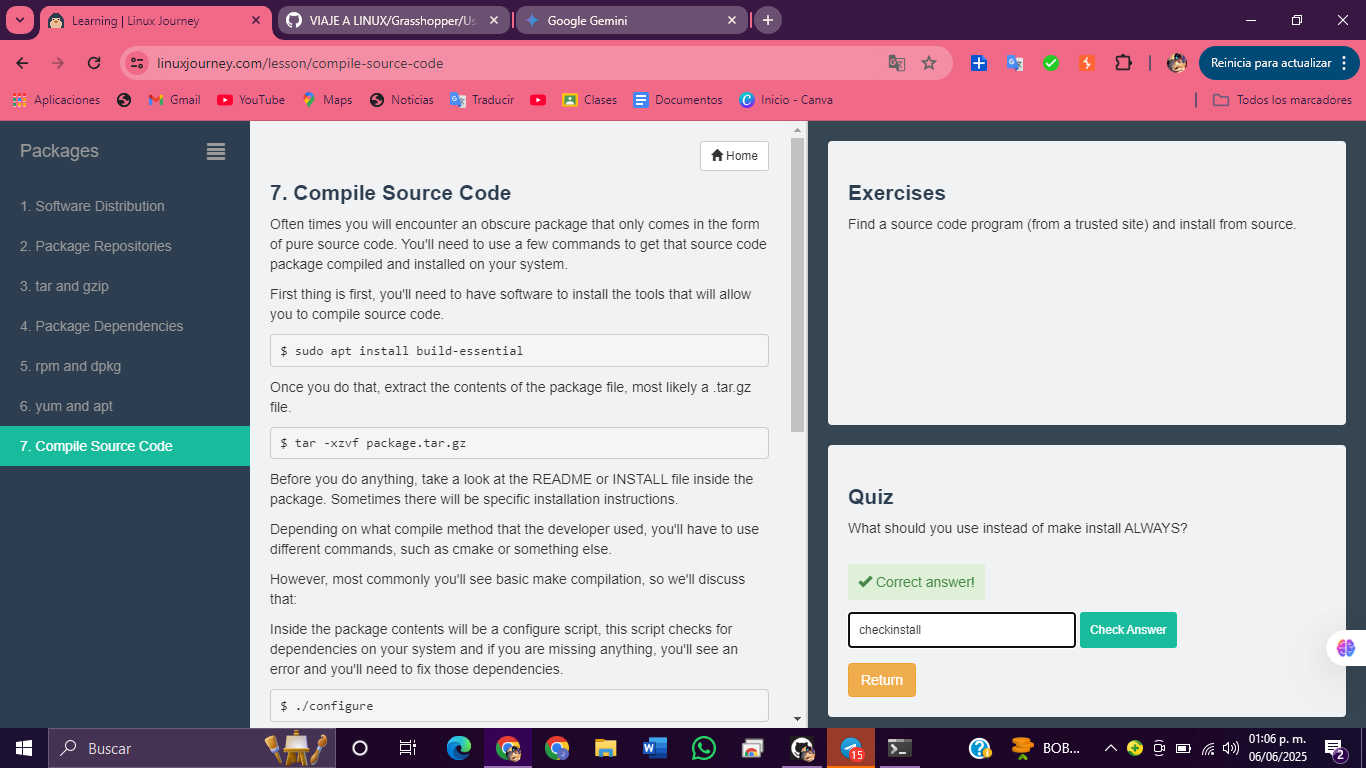 Learning | Linux Journey
VIAJE A LINUX/Grasshopper/Us
Google Gemini
linuxjourney.com/lesson/compile-source-code
Reinicia para actualizar
Aplicaciones
Gmail
YouTube
Maps
Noticias
Traducir
Clases
Documentos
Inicio - Canva
Todos los marcadores
Packages
1. Software Distribution
2. Package Repositories
3. tar and gzip
4. Package Dependencies
5. rpm and dpkg
6. yum and apt
7. Compile Source Code
Home
7. Compile Source Code
Often times you will encounter an obscure package that only comes in the form
of pure source code. You'll need to use a few commands to get that source code
package compiled and installed on your system.
First thing is first, you'll need to have software to install the tools that will allow
you to compile source code.
$ sudo apt install build-essential
Once you do that, extract the contents of the package file, most likely a .tar.gz
file.
$ tar -xzvf package.tar.gz
Before you do anything, take a look at the README or INSTALL file inside the
package. Sometimes there will be specific installation instructions.
Depending on what compile method that the developer used, you'll have to use
different commands, such as cmake or something else.
However, most commonly you'll see basic make compilation, so we'll discuss
that:
Inside the package contents will be a configure script, this script checks for
dependencies on your system and if you are missing anything, you'll see an
error and you'll need to fix those dependencies.
$ ./configure
Exercises
Find a source code program (from a trusted site) and install from source.
Quiz
What should you use instead of make install ALWAYS?
Correct answer!
checkinstall
Check Answer
Return
Buscar
15
BOB...
01:06 p. m.
06/06/2025
2